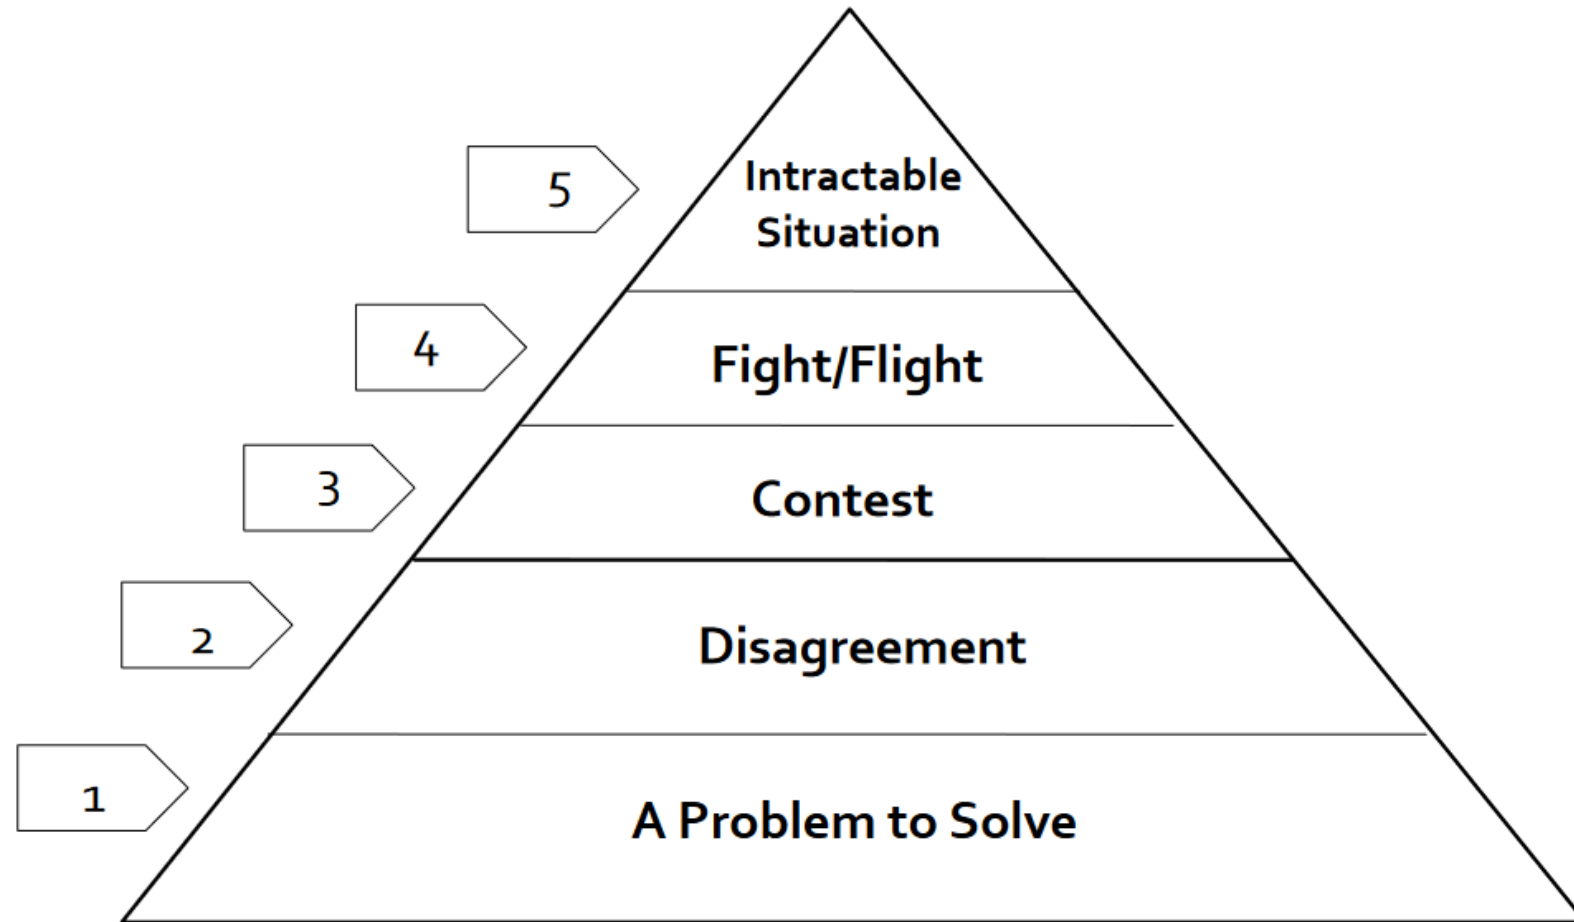 5
Intractable
Situation
4
Fight/Flight
3
Contest
2
Disagreement
1
A Problem to Solve